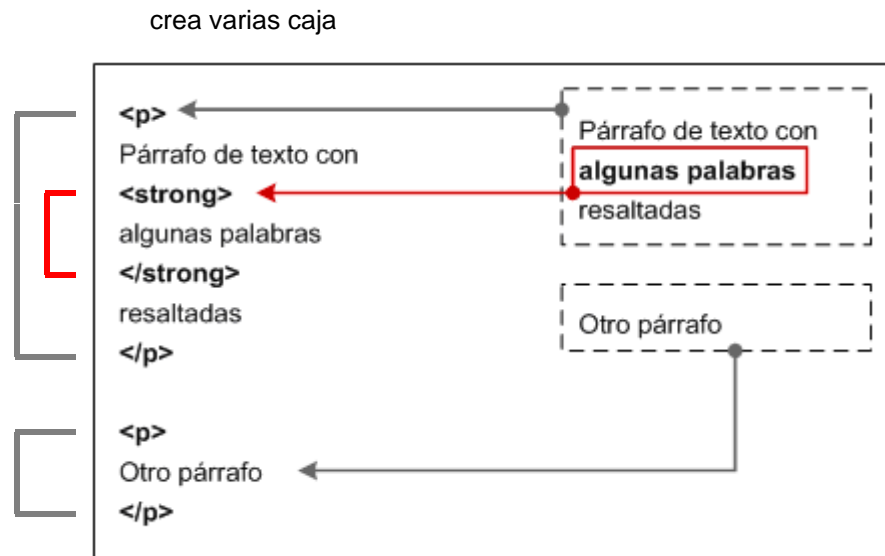 crea varias caja
<p>
Párrafo de texto con
<strong>
algunas palabras
</strong>
resaltadas
</p>
<p>
Otro párrafo
</p>
Párrafo de texto con
algunas palabras
resaltadas
Otro párrafo